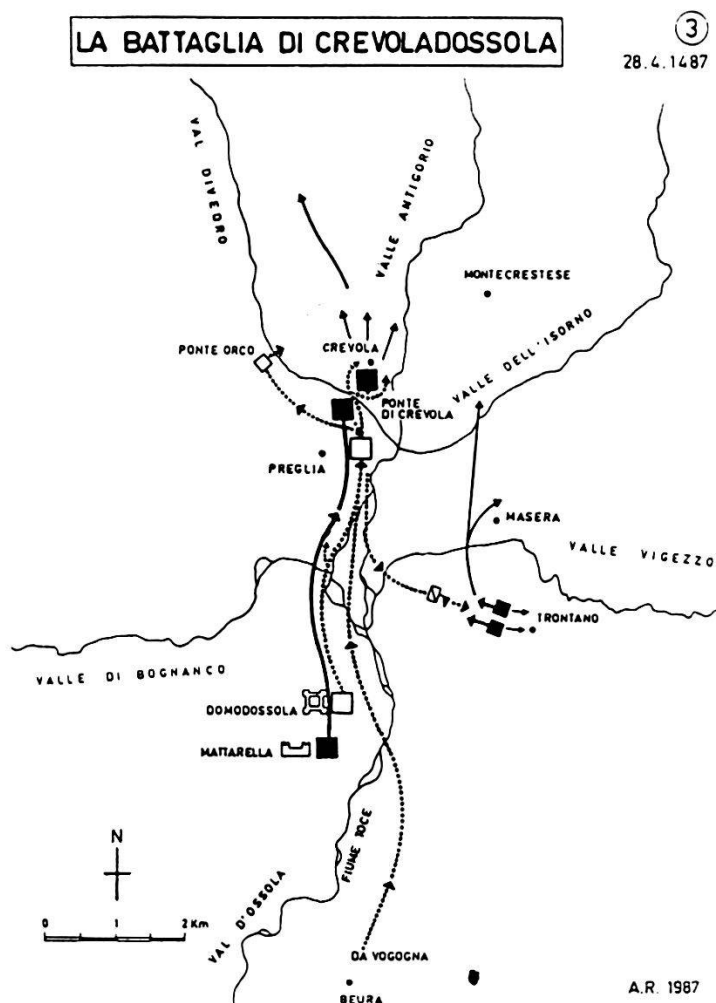 LA BATTAGLIA DI CREVOLADOSSOLA
3
28.4.1487
VAL DIVEDRO
VALLE ANTIGORIO
MONTECRESTESE
PONTE ORCO
CREVOLA
VALLE DELL'ISORNO
PONTE
DI CREVOLA
PREGLIA
MASERA
VALLE VIGEZZO
TRONTANO
VALLE DI BOGNANCO
DOMODOSSOLA
MATTARELLA
FIUME TOCE
N
0 1 2 Km
VAL D'OSSOLA
DA VOGOGNA
BEURA
A.R. 1987